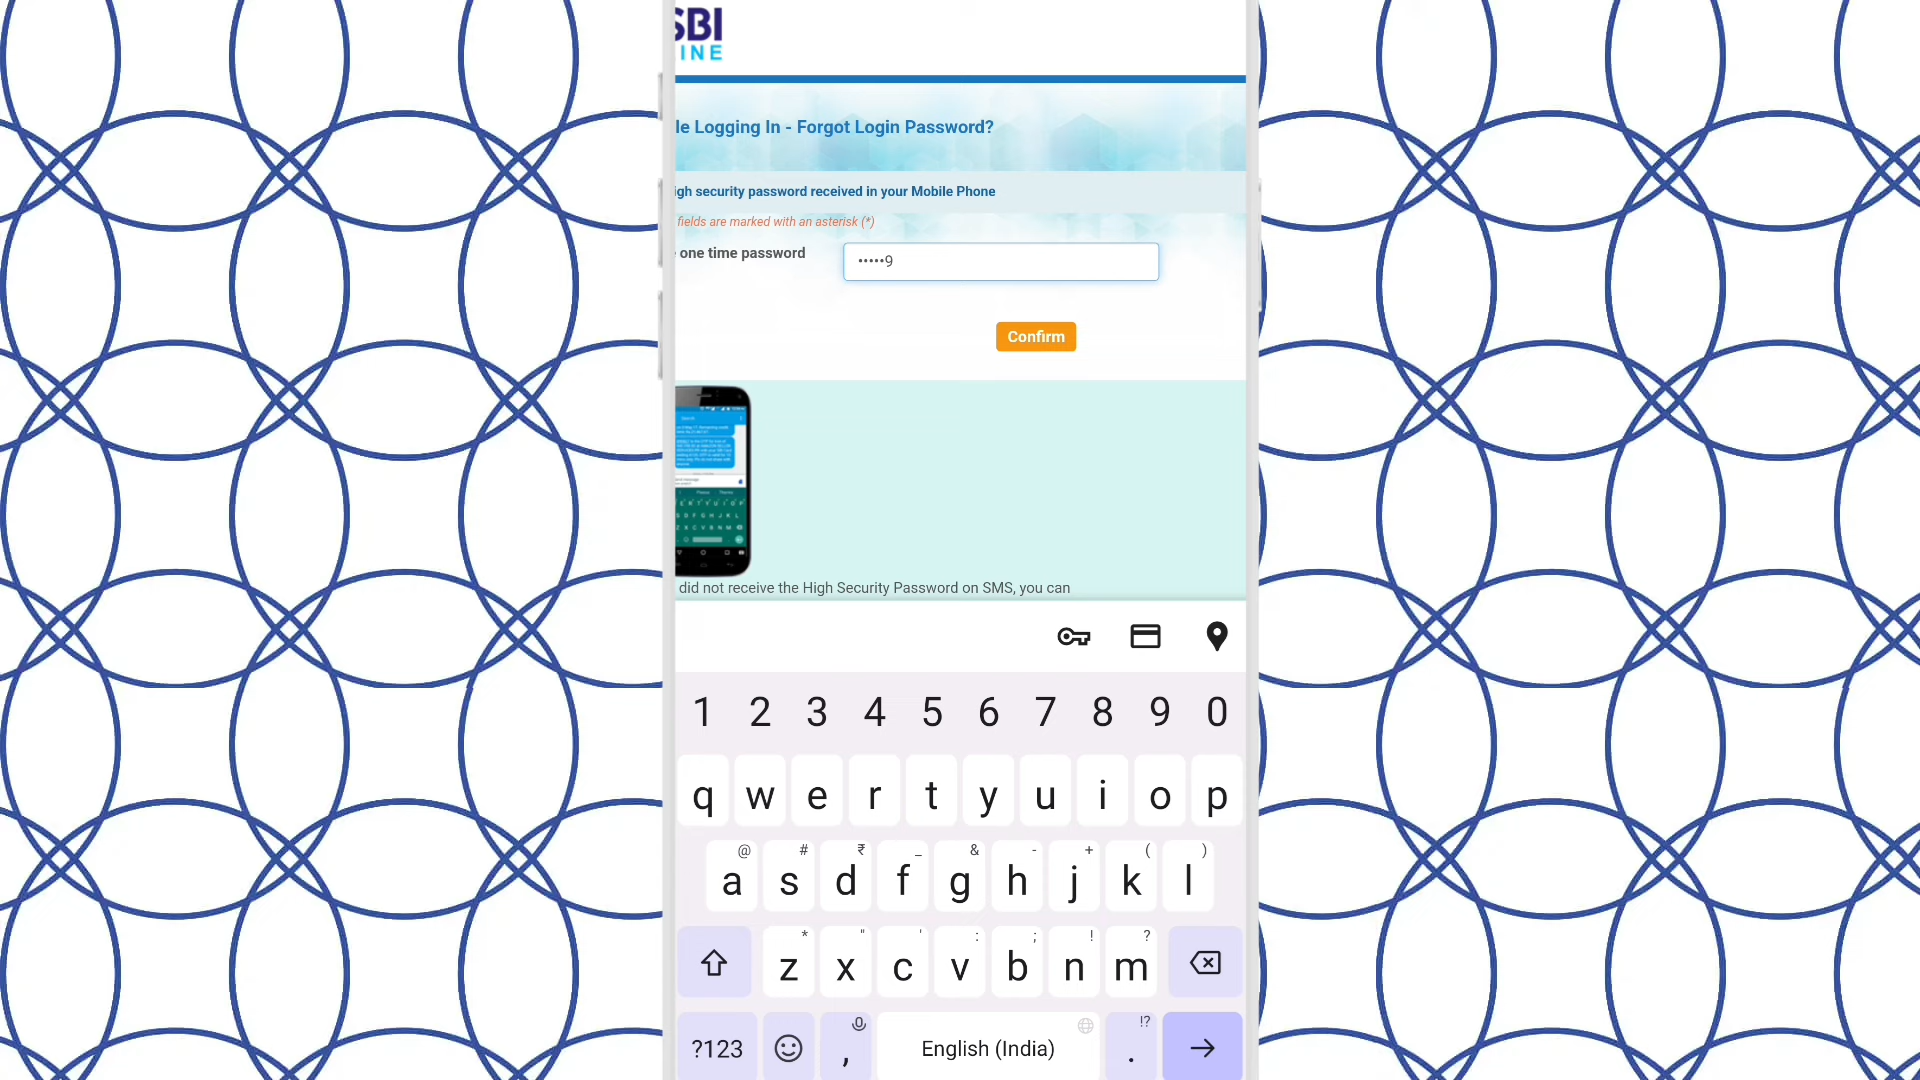 SBI
INE
le Logging In - Forgot Login Password?
igh security password received in your Mobile Phone
fields are marked with an asterisk (*)
one time password
•••••9
Confirm
did not receive the High Security Password on SMS, you can
1 2 3 4 5 6 7 8 9 0
q w e r t y u i o p
@ # ₹ _ & - + ( )
a s d f g h j k l
* " ' : ; ! ?
z x c v b n m
!?
?123 , English (India) .